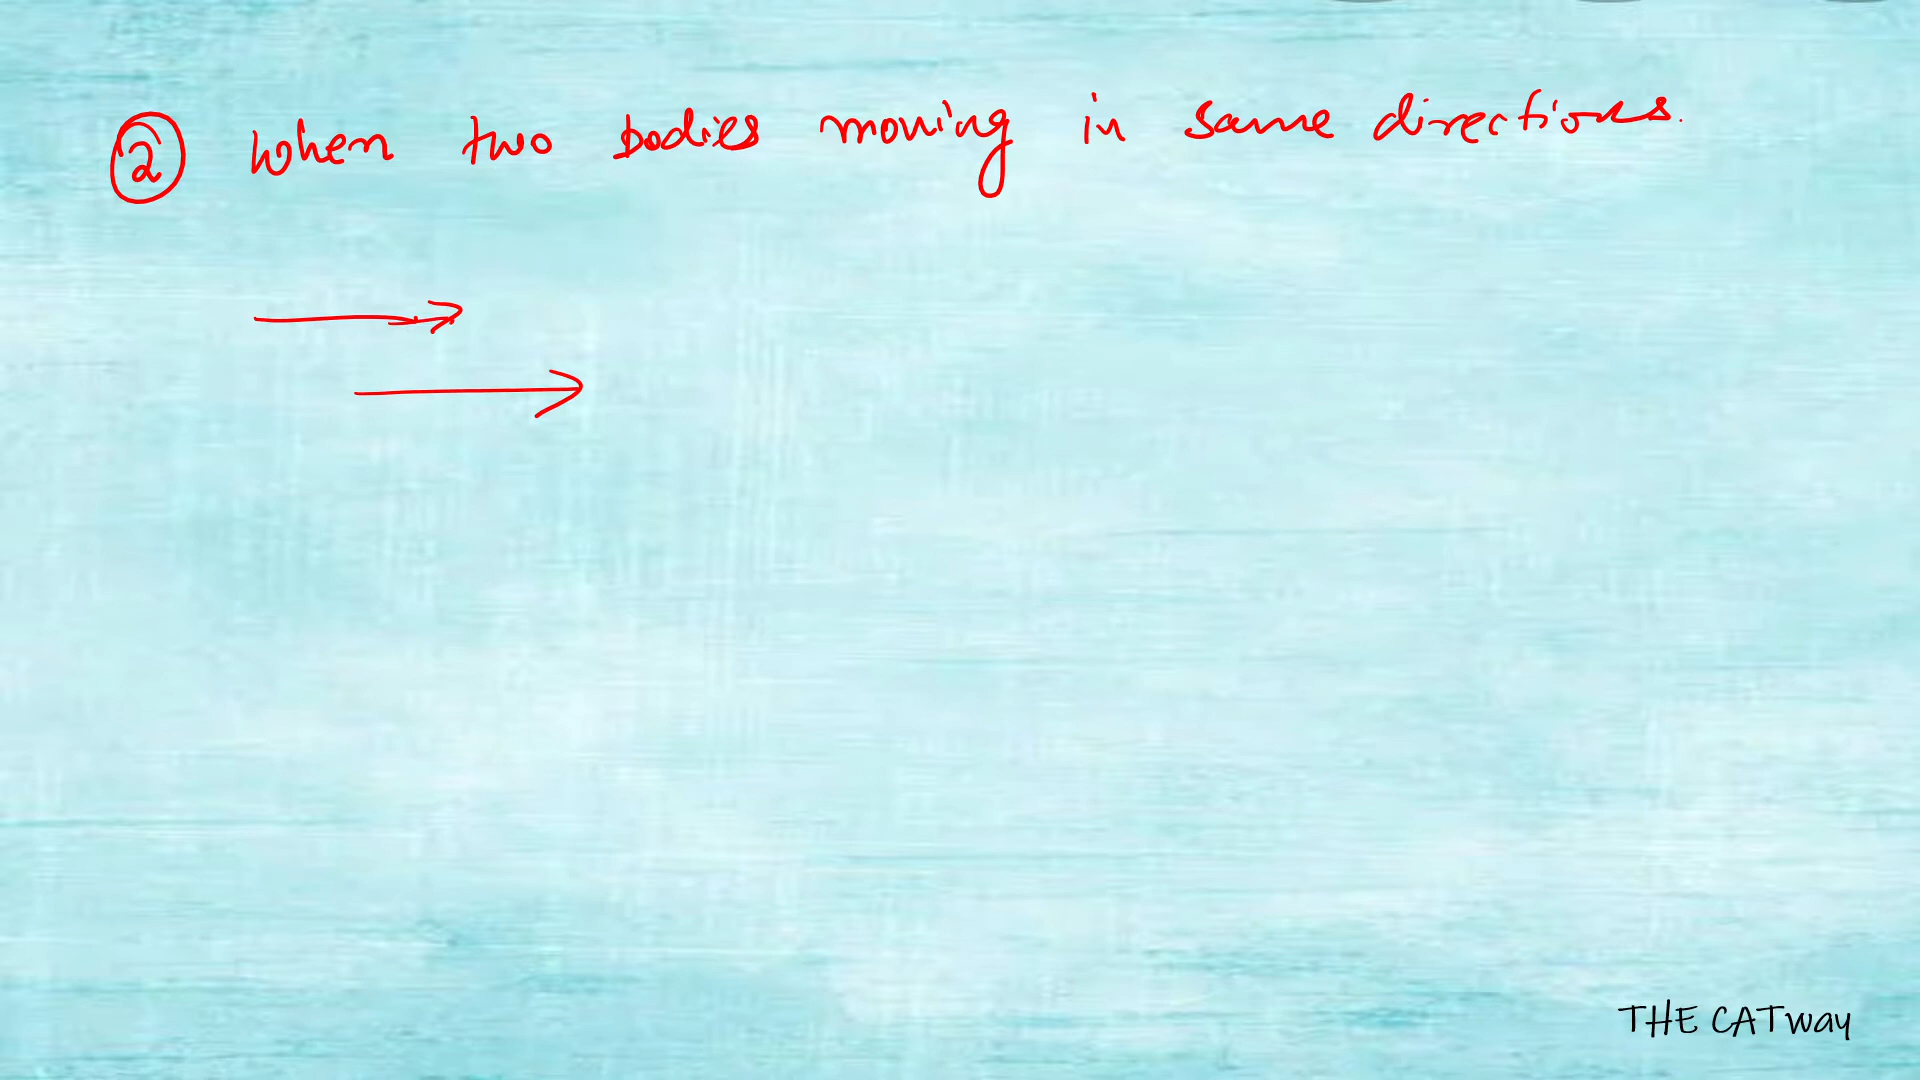 ② When two bodies moving in same directions.
THE CATway